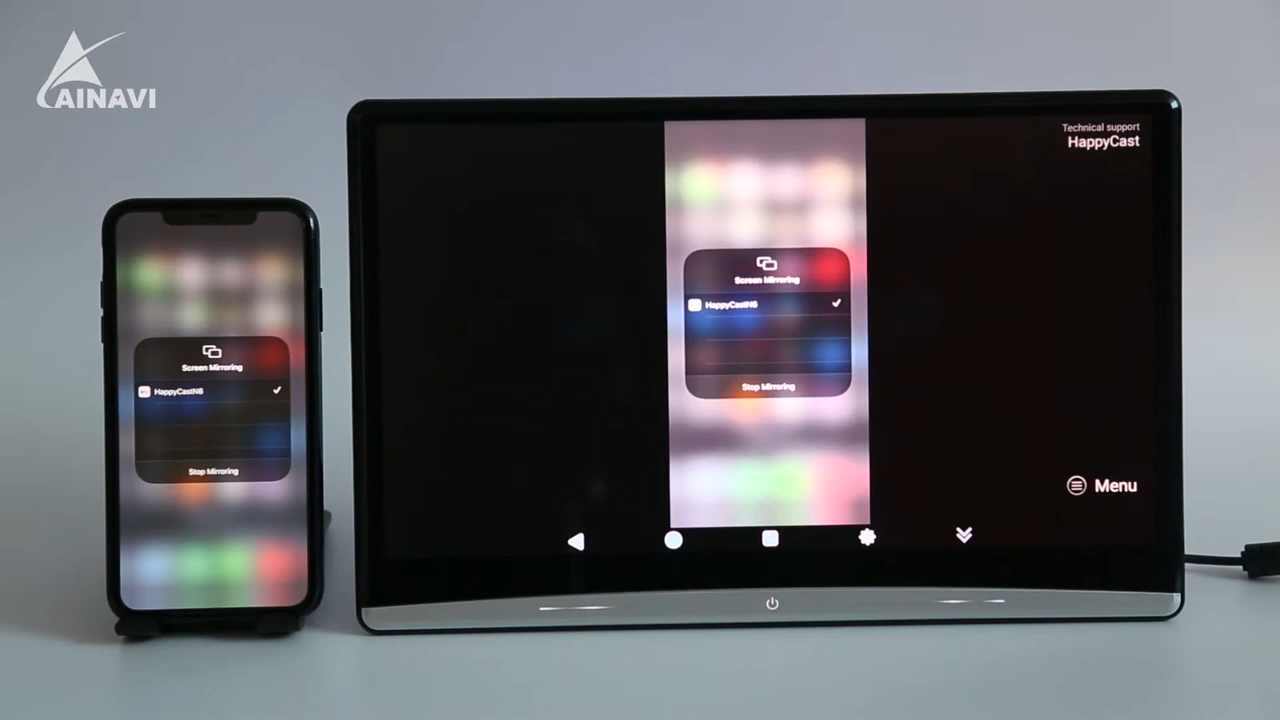 AINAVI
Screen Mirroring
HappyCastN6
Stop Mirroring
Technical support
HappyCast
Screen Mirroring
HappyCastN6
Stop Mirroring
Menu